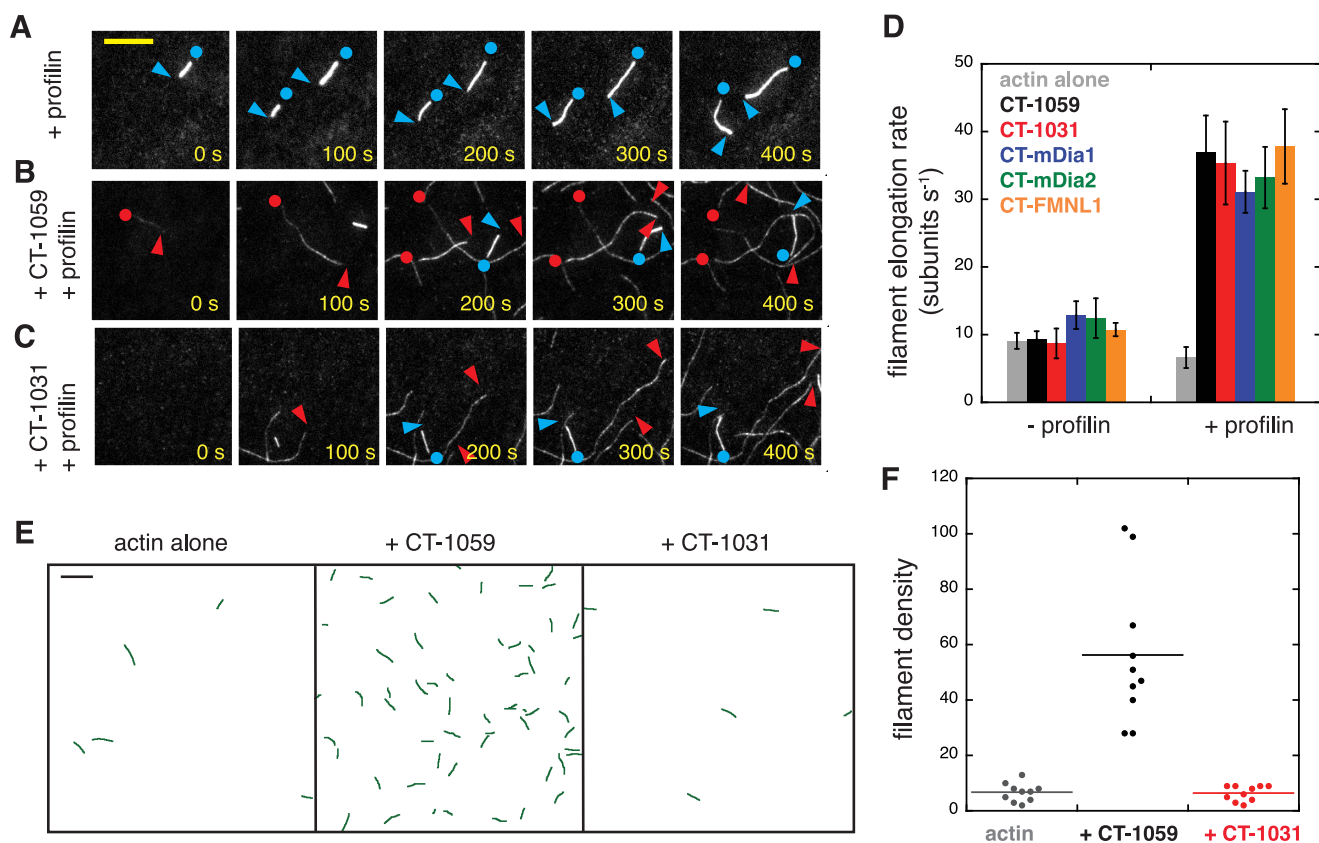 A
+ profilin
0 s
100 s
200 s
300 s
400 s
B
+ CT-1059
+ profilin
0 s
100 s
200 s
300 s
400 s
C
+ CT-1031
+ profilin
0 s
100 s
200 s
300 s
400 s
D
filament elongation rate
(subunits s⁻¹)
50
40
30
20
10
0
actin alone
CT-1059
CT-1031
CT-mDia1
CT-mDia2
CT-FMNL1
- profilin
+ profilin
E
actin alone
+ CT-1059
+ CT-1031
F
filament density
120
100
80
60
40
20
0
actin
+ CT-1059
+ CT-1031